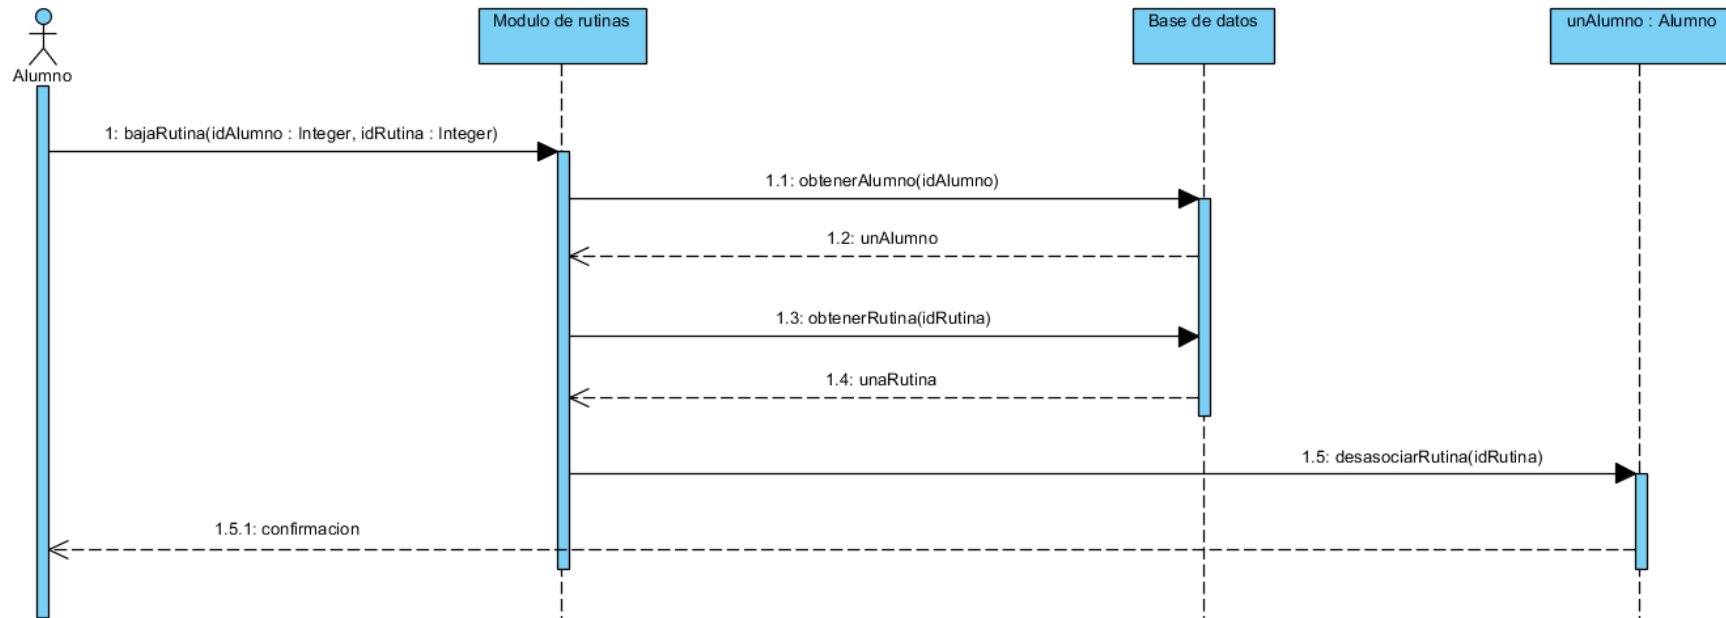 Modulo de rutinas
Base de datos
unAlumno : Alumno
Alumno
1: bajaRutina(idAlumno : Integer, idRutina : Integer)
1.1: obtenerAlumno(idAlumno)
1.2: unAlumno
1.3: obtenerRutina(idRutina)
1.4: unaRutina
1.5: desasociarRutina(idRutina)
1.5.1: confirmacion